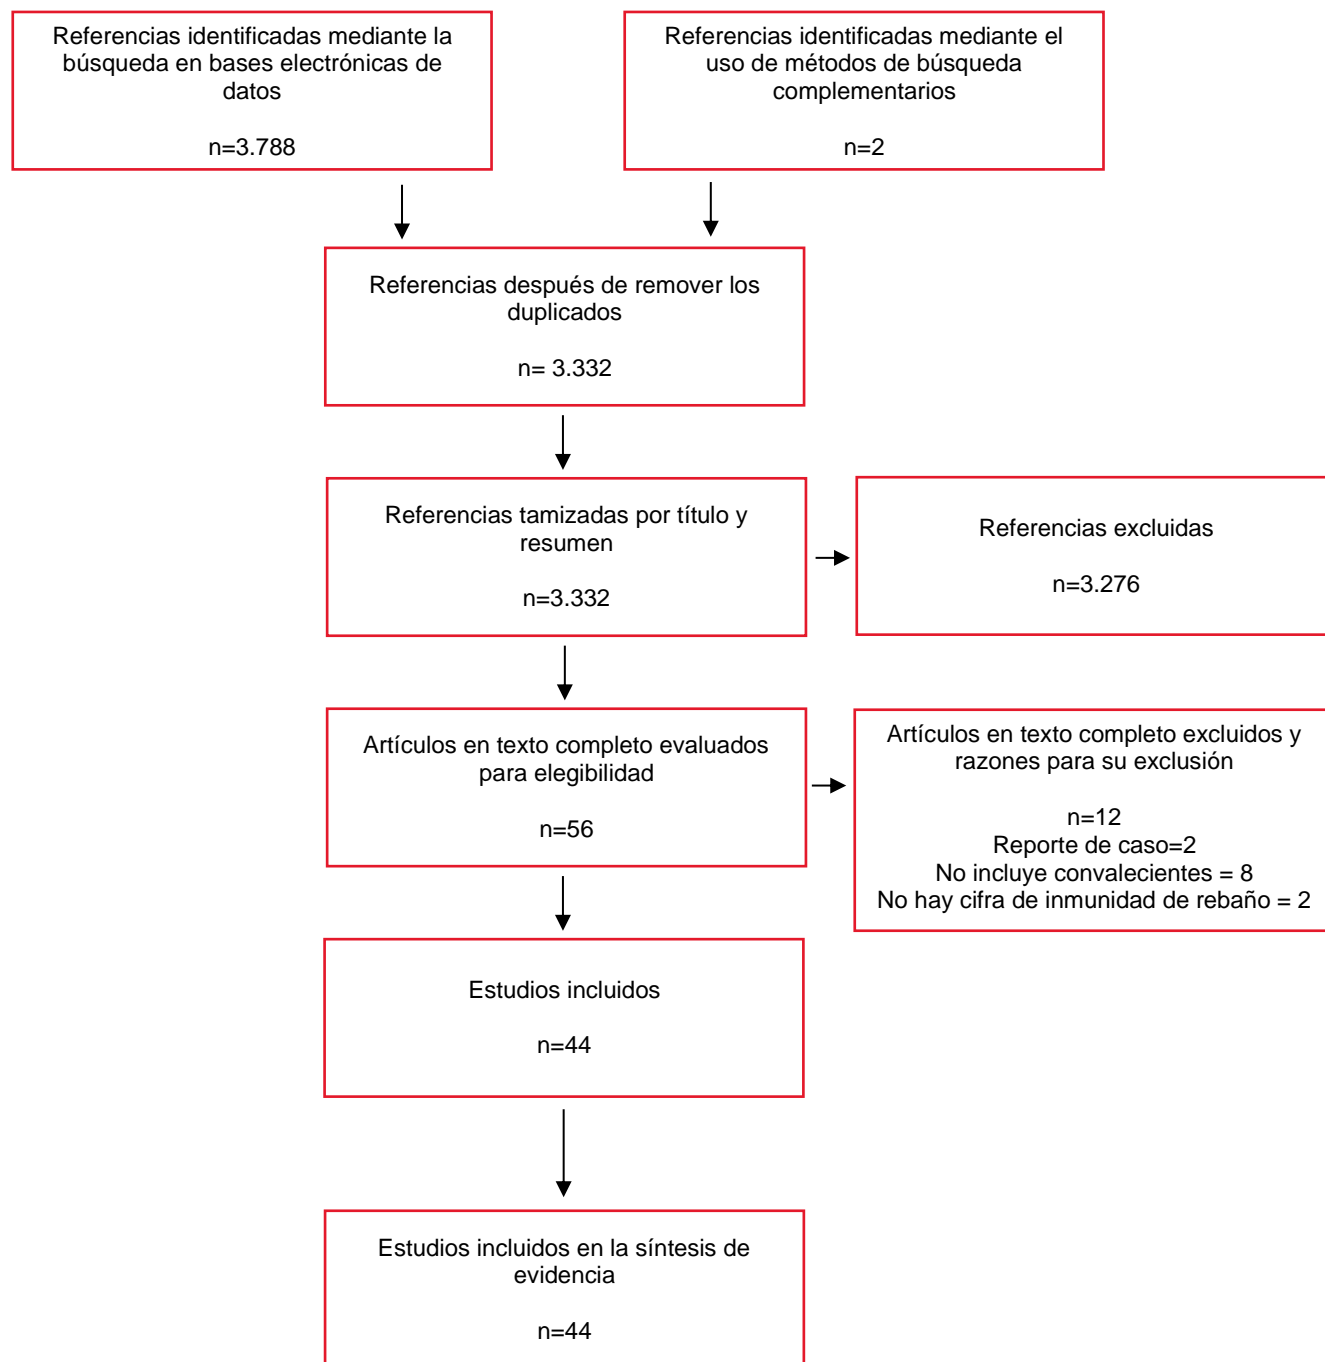 Referencias identificadas mediante la
búsqueda en bases electrónicas de
datos
n=3.788
Referencias identificadas mediante el
uso de métodos de búsqueda
complementarios
n=2
Referencias después de remover los
duplicados
n= 3.332
Referencias tamizadas por título y
resumen
n=3.332
Referencias excluidas
n=3.276
Artículos en texto completo evaluados
para elegibilidad
n=56
Artículos en texto completo excluidos y
razones para su exclusión
n=12
Reporte de caso=2
No incluye convalecientes = 8
No hay cifra de inmunidad de rebaño = 2
Estudios incluidos
n=44
Estudios incluidos en la síntesis de
evidencia
n=44